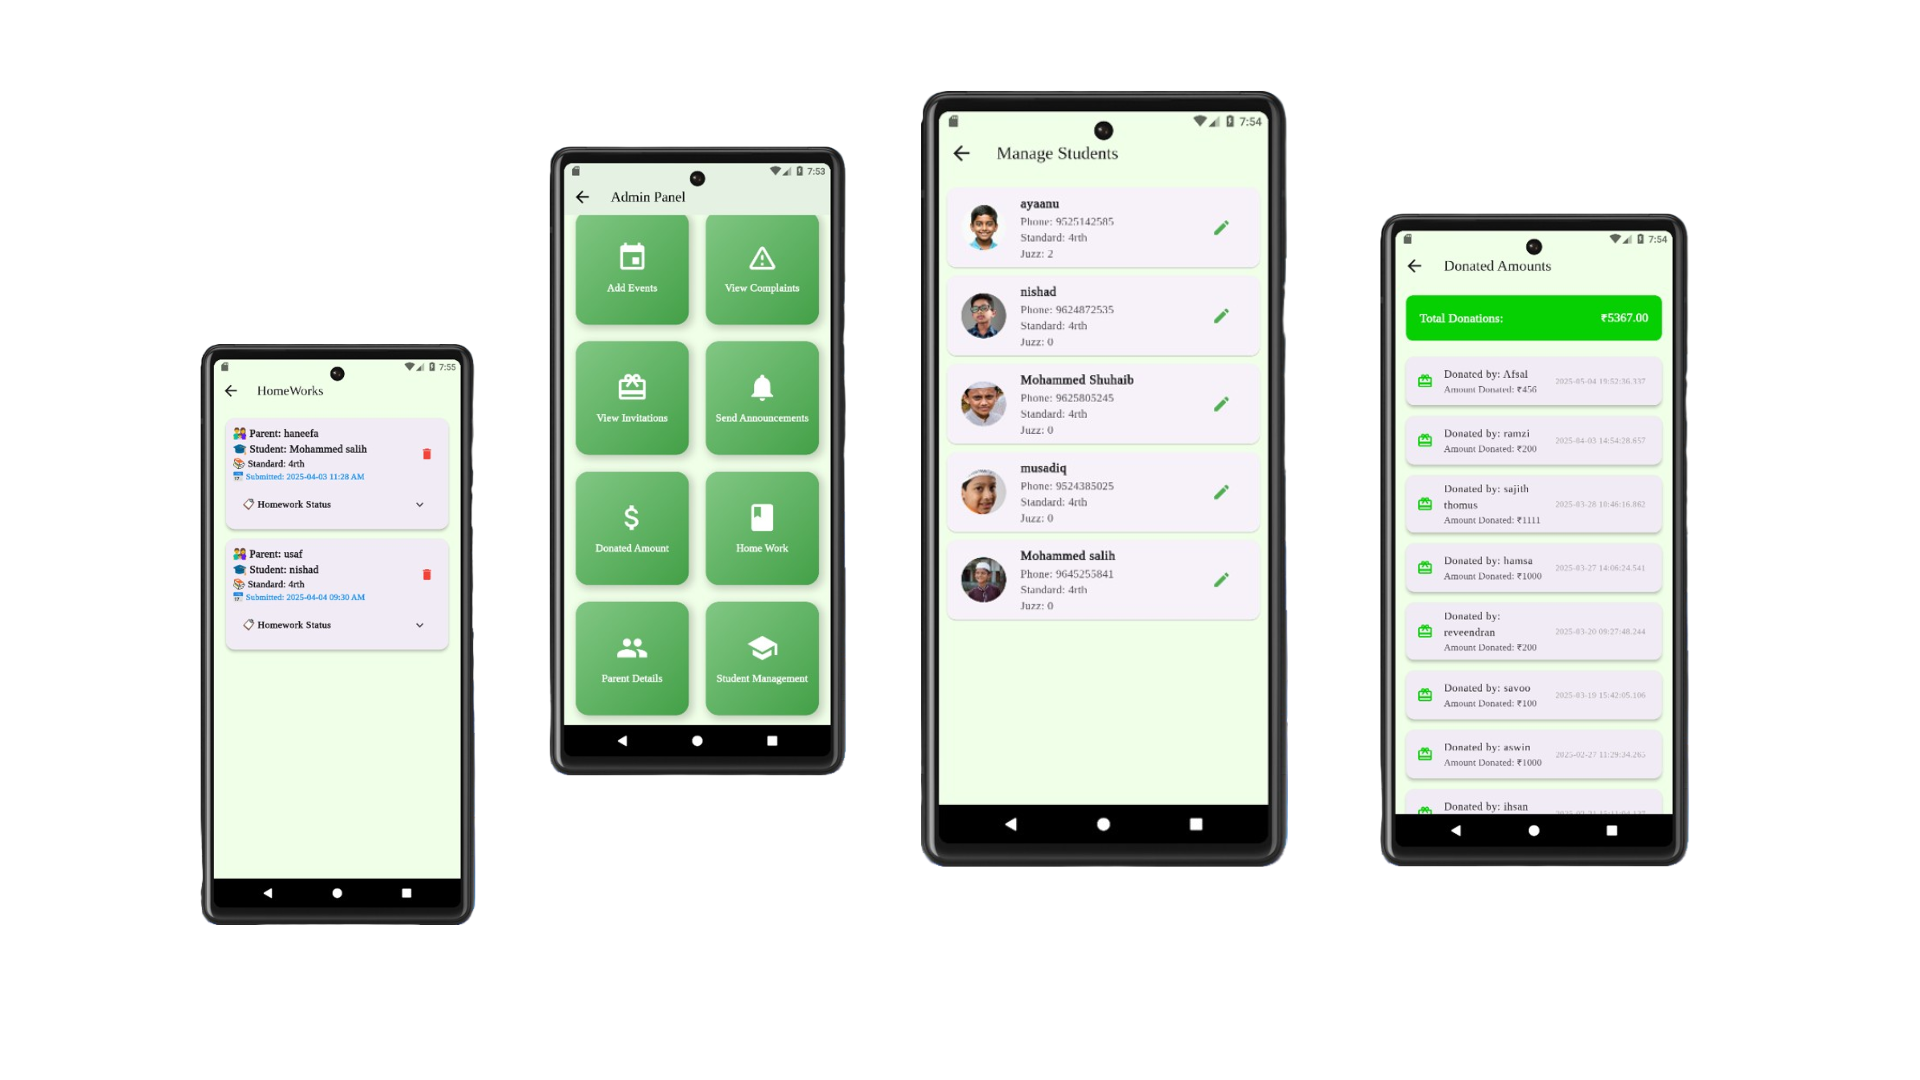 7:55
HomeWorks
Parent: haneefa
Student: Mohammed salih
Standard: 4rth
Submitted: 2025-04-03 11:28 AM
Homework Status
Parent: usaf
Student: nishad
Standard: 4rth
Submitted: 2025-04-04 09:30 AM
Homework Status
7:53
Admin Panel
Add Events
View Complaints
View Invitations
Send Announcements
Donated Amount
Home Work
Parent Details
Student Management
7:54
Manage Students
ayaanu
Phone: 9525142585
Standard: 4rth
Juzz: 2
nishad
Phone: 9624872535
Standard: 4rth
Juzz: 0
Mohammed Shuhaib
Phone: 9625805245
Standard: 4rth
Juzz: 0
musadiq
Phone: 9524385025
Standard: 4rth
Juzz: 0
Mohammed salih
Phone: 9645255841
Standard: 4rth
Juzz: 0
7:54
Donated Amounts
Total Donations: ₹5367.00
Donated by: Afsal
Amount Donated: ₹456
2025-05-04 19:52:36.337
Donated by: ramzi
Amount Donated: ₹200
2025-04-03 14:54:28.657
Donated by: sajith
thomus
Amount Donated: ₹1111
2025-03-28 10:46:16.862
Donated by: hamsa
Amount Donated: ₹1000
2025-03-27 14:06:24.541
Donated by:
reveendran
Amount Donated: ₹200
2025-03-20 09:27:48.244
Donated by: savoo
Amount Donated: ₹100
2025-03-19 15:42:05.106
Donated by: aswin
Amount Donated: ₹1000
2025-02-27 11:29:34.265
Donated by: ihsan